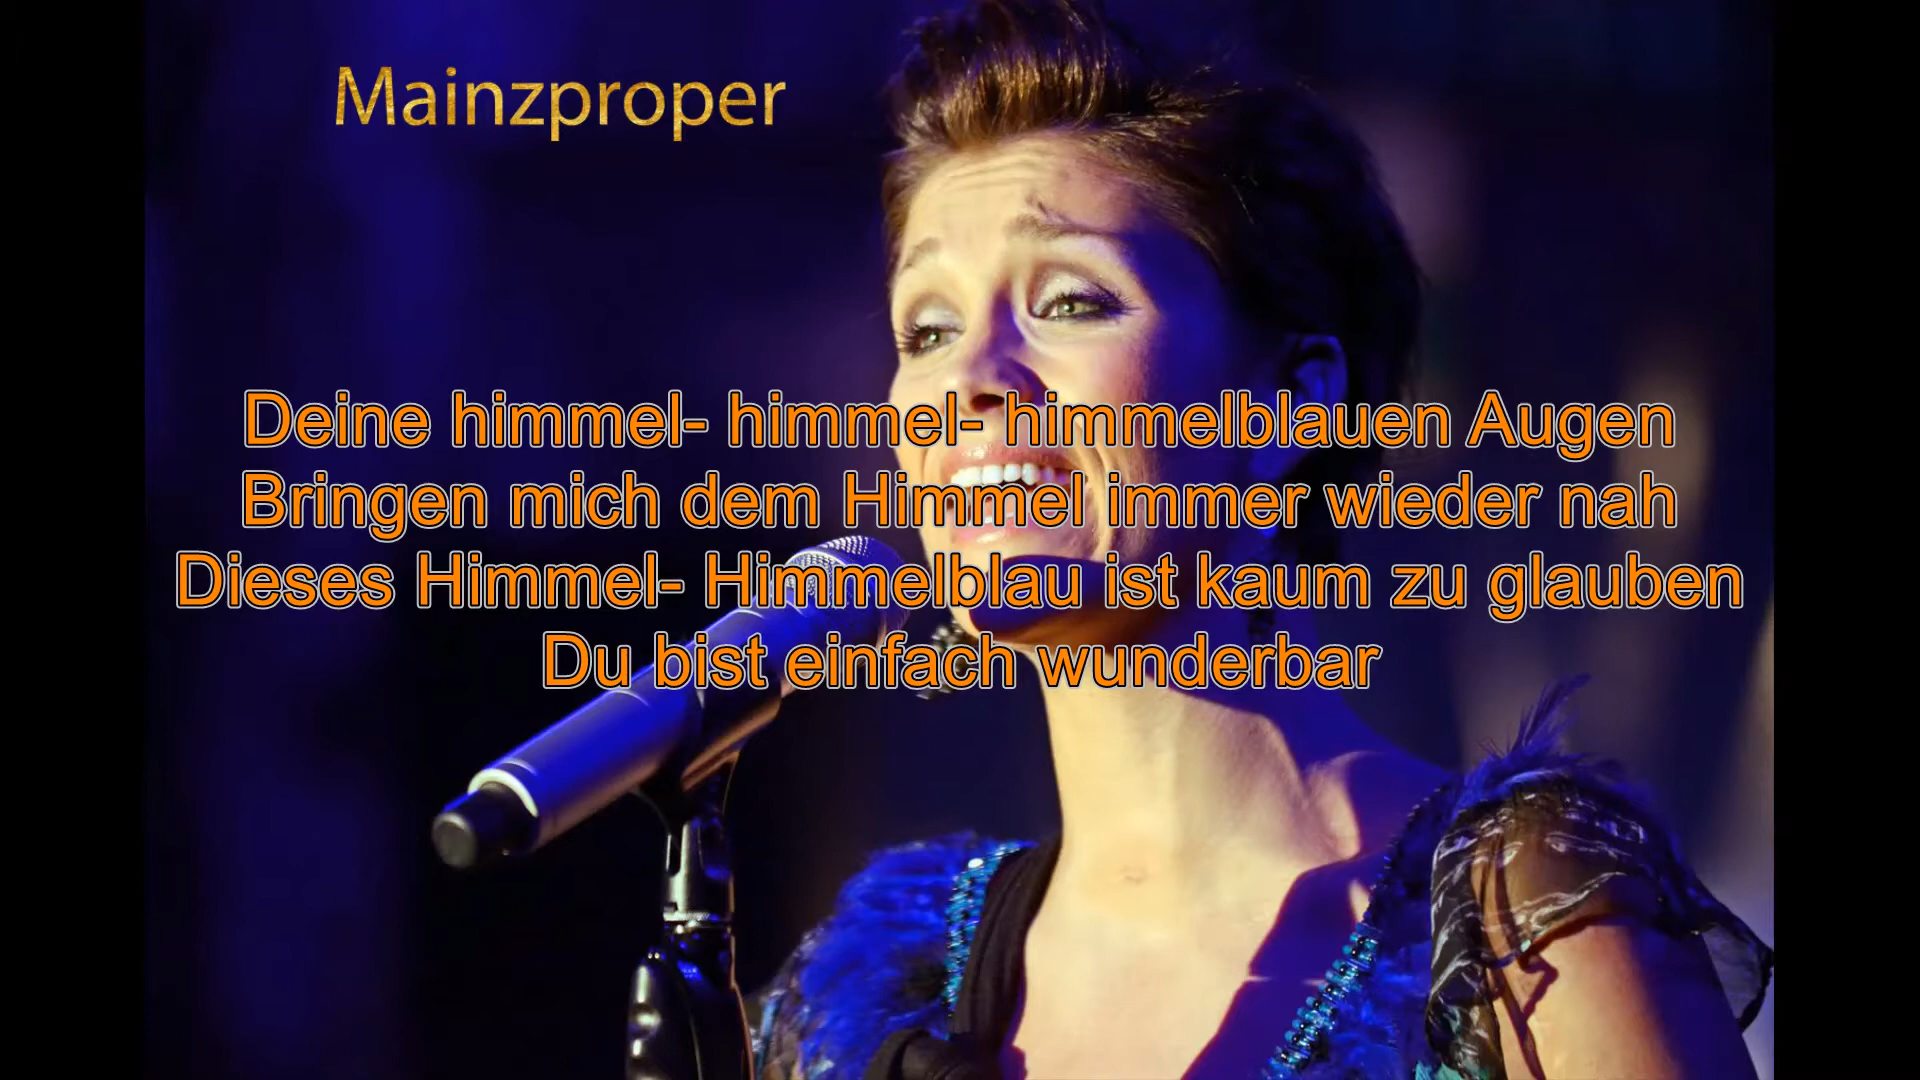 Mainzproper
Deine himmel- himmel- himmelblauen Augen
Bringen mich dem Himmel immer wieder nah
Dieses Himmel- Himmelblau ist kaum zu glauben
Du bist einfach wunderbar